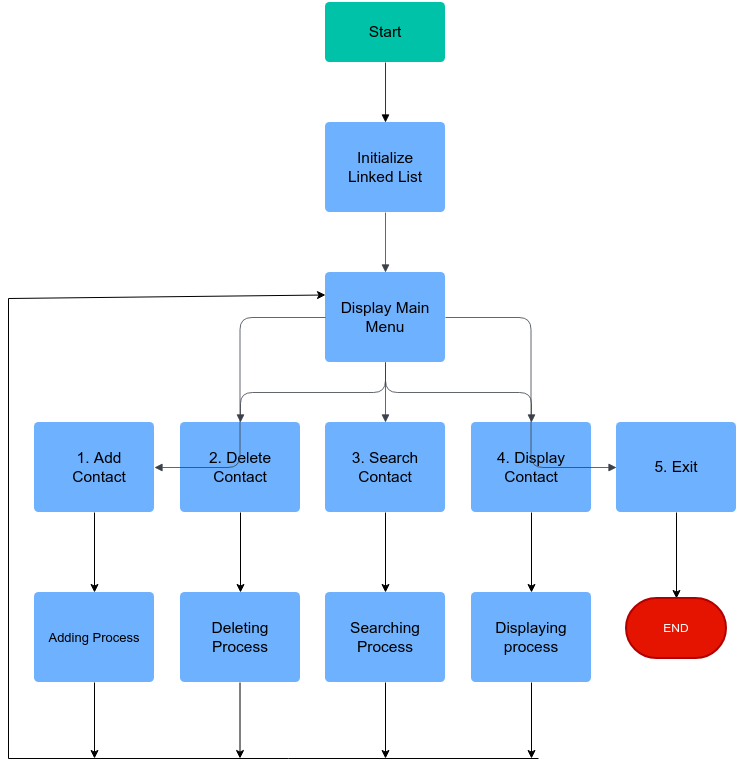 Start
Initialize
Linked List
Display Main
Menu
1. Add
Contact
2. Delete
Contact
3. Search
Contact
4. Display
Contact
5. Exit
Adding Process
Deleting
Process
Searching
Process
Displaying
process
END